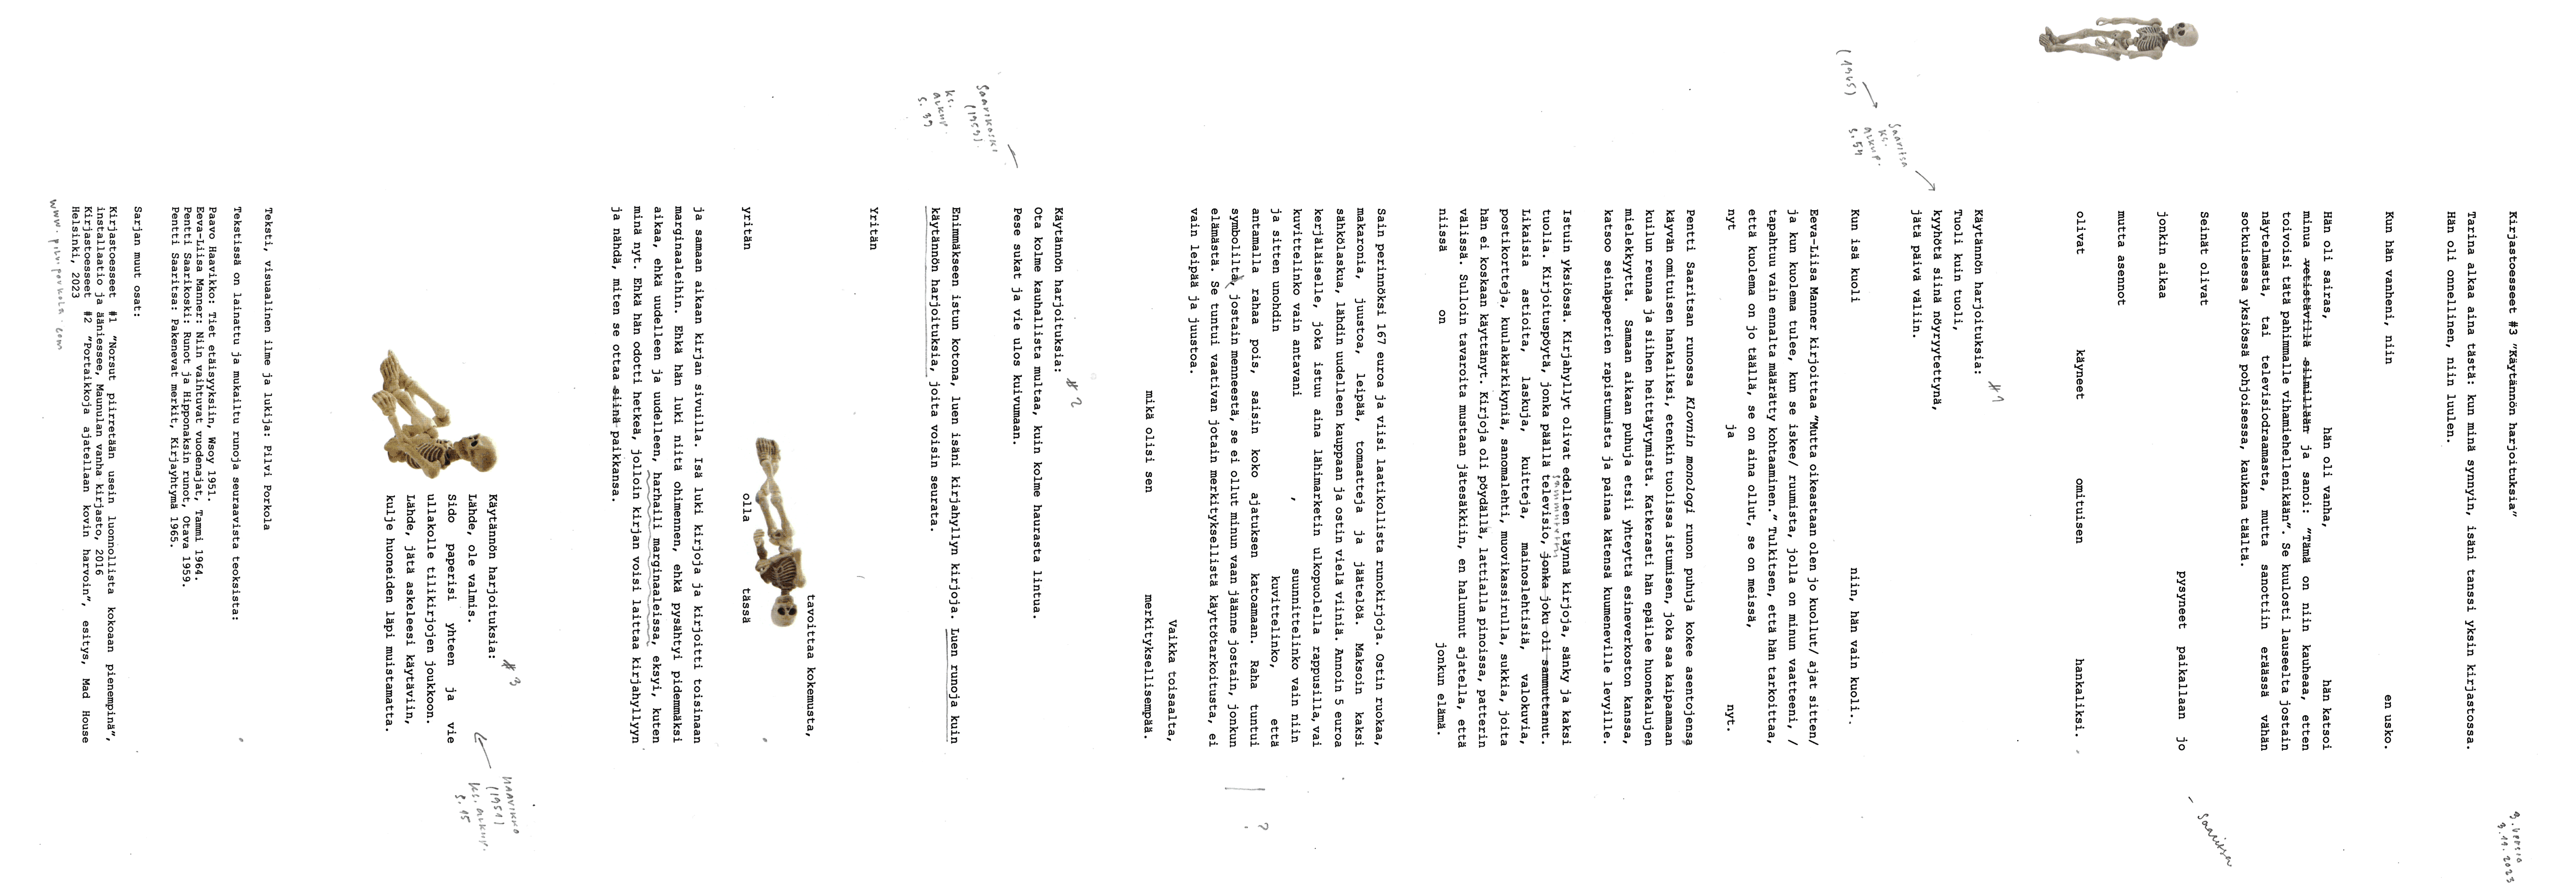 Kirjastoesseet #3 "Käytännön harjoituksia"
Tarina alkaa aina tästä: kun minä synnyin, isäni tanssi yksin kirjastossa.
Hän oli onnellinen, niin luulen.
Kun hän vanheni, niin en usko.
Hän oli sairas, hän oli vanha, hän katsoi
minua vetistävillä silmillään ja sanoi: "Tämä on niin kauheaa, etten
toivoisi tätä pahimmalle vihamiehellenikään". Se kuulosti lauseelta jostain
näytelmästä, tai televisiodraamasta, mutta sanottiin eräässä vähän
sotkuisessa yksiössä pohjoisessa, kaukana täältä.
Seinät olivat
pysyneet paikallaan jo
jonkin aikaa
mutta asennot
olivat käyneet omituisen hankaliksi.
Käytännön harjoituksia: #1
Tuoli kuin tuoli,
kyyhötä siinä nöyryytettynä,
jätä päivä väliin.
Saaritsa
ks.
alkup.
s. 54
(1965)
Kun isä kuoli niin, hän vain kuoli.
Eeva-Liisa Manner kirjoittaa "Mutta oikeastaan olen jo kuollut/ ajat sitten/
ja kun kuolema tulee, kun se iskee/ ruumista, jolla on minun vaatteeni, /
tapahtuu vain ennalta määrätty kohtaaminen." Tulkitsen, että hän tarkoittaa,
että kuolema on jo täällä, se on aina ollut, se on meissä,
nyt ja nyt.
Pentti Saaritsan runossa Klovnin monologi runon puhuja kokee asentojensa
käyvän omituisen hankaliksi, etenkin tuolissa istumisen, joka saa kaipaamaan
kuilun reunaa ja siihen heittäytymistä. Katkerasti hän epäilee huonekalujen
mielekkyyttä. Samaan aikaan puhuja etsii yhteyttä esineverkoston kanssa,
katsoo seinäpaperien rapistumista ja painaa kätensä kuumeneville levyille.
Istuin yksiössä. Kirjahyllyt olivat edelleen täynnä kirjoja, sänky ja kaksi
tuolia. Kirjoituspöytä, jonka päällä televisio, jonka joku oli sammuttanut.
Likaisia astioita, laskuja, kuitteja, mainoslehtisiä, valokuvia,
postikortteja, kuulakärkikyniä, sanomalehti, muovikassirulla, sukkia, joita
hän ei koskaan käyttänyt. Kirjoja oli pöydällä, lattialla pinoissa, patterin
välissä. Sulloin tavaroita mustaan jätesäkkiin, en halunnut ajatella, että
niissä on jonkun elämä.
Sain perinnöksi 167 euroa ja viisi laatikollista runokirjoja. Ostin ruokaa,
makaronia, juustoa, leipää, tomaatteja ja jäätelöä. Maksoin kaksi
sähkölaskua, lähdin uudelleen kauppaan ja ostin vielä viiniä. Annoin 5 euroa
kerjäläiselle, joka istuu aina lähimarketin ulkopuolella rappusilla, vai
kuvittelinko vain antavani , suunnittelinko vain niin
ja sitten unohdin kuvittelinko, että
antamalla rahaa pois, saisin koko ajatuksen katoamaan. Raha tuntui
symbolilta, jostain menneestä, se ei ollut minun vaan jäänne jostain, jonkun
elämästä. Se tuntui vaativan jotain merkityksellistä käyttötarkoitusta, ei
vain leipää ja juustoa.
Vaikka toisaalta,
mikä olisi sen merkityksellisempää.
Käytännön harjoituksia: #2
Ota kolme kauhallista multaa, kuin kolme haurasta lintua.
Pese sukat ja vie ulos kuivumaan.
Saarikoski
(1959)
ks.
alkup.
s. 37
Enimmäkseen istun kotona, luen isäni kirjahyllyn kirjoja. Luen runoja kuin
käytännön harjoituksia, joita voisin seurata.
Yritän
tavoittaa kokemusta,
yritän olla tässä
ja samaan aikaan kirjan sivuilla. Isä luki kirjoja ja kirjoitti toisinaan
marginaaleihin. Ehkä hän luki niitä ohimennen, ehkä pysähtyi pidemmäksi
aikaa, ehkä uudelleen ja uudelleen, harhaili marginaaleissa, eksyi, kuten
minä nyt. Ehkä hän odotti hetkeä, jolloin kirjan voisi laittaa kirjahyllyyn
ja nähdä, miten se ottaa siinä paikkansa.
Käytännön harjoituksia: #3
Lähde, ole valmis.
Sido paperisi yhteen ja vie
ullakolle tilikirjojen joukkoon.
Lähde, jätä askeleesi käytäviin,
kulje huoneiden läpi muistamatta.
Haavikko
(1951)
ks. alkup.
s. 15
Teksti, visuaalinen ilme ja lukija: Pilvi Porkola
Tekstissä on lainattu ja mukailtu runoja seuraavista teoksista:
Paavo Haavikko: Tiet etäisyyksiin, Wsoy 1951.
Eeva-Liisa Manner: Niin vaihtuvat vuodenajat, Tammi 1964.
Pentti Saarikoski: Runot ja Hipponaksin runot, Otava 1959.
Pentti Saaritsa: Pakenevat merkit, Kirjayhtymä 1965.
Sarjan muut osat:
Kirjastoesseet #1 "Norsut piirretään usein luonnollista kokoaan pienempinä",
installaatio ja ääniessee, Maunulan vanha kirjasto, 2016
Kirjastoesseet #2 "Portaikkoja ajatellaan kovin harvoin", esitys, Mad House
Helsinki, 2023
www.pilviporkola.com
- Saaritsa
3.11.2023
?